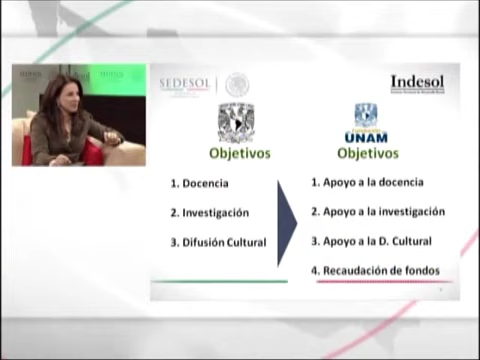 SEDESOL
Indesol
Fundación
UNAM
Objetivos
Objetivos
1. Docencia
2. Investigación
3. Difusión Cultural
1. Apoyo a la docencia
2. Apoyo a la investigación
3. Apoyo a la D. Cultural
4. Recaudación de fondos